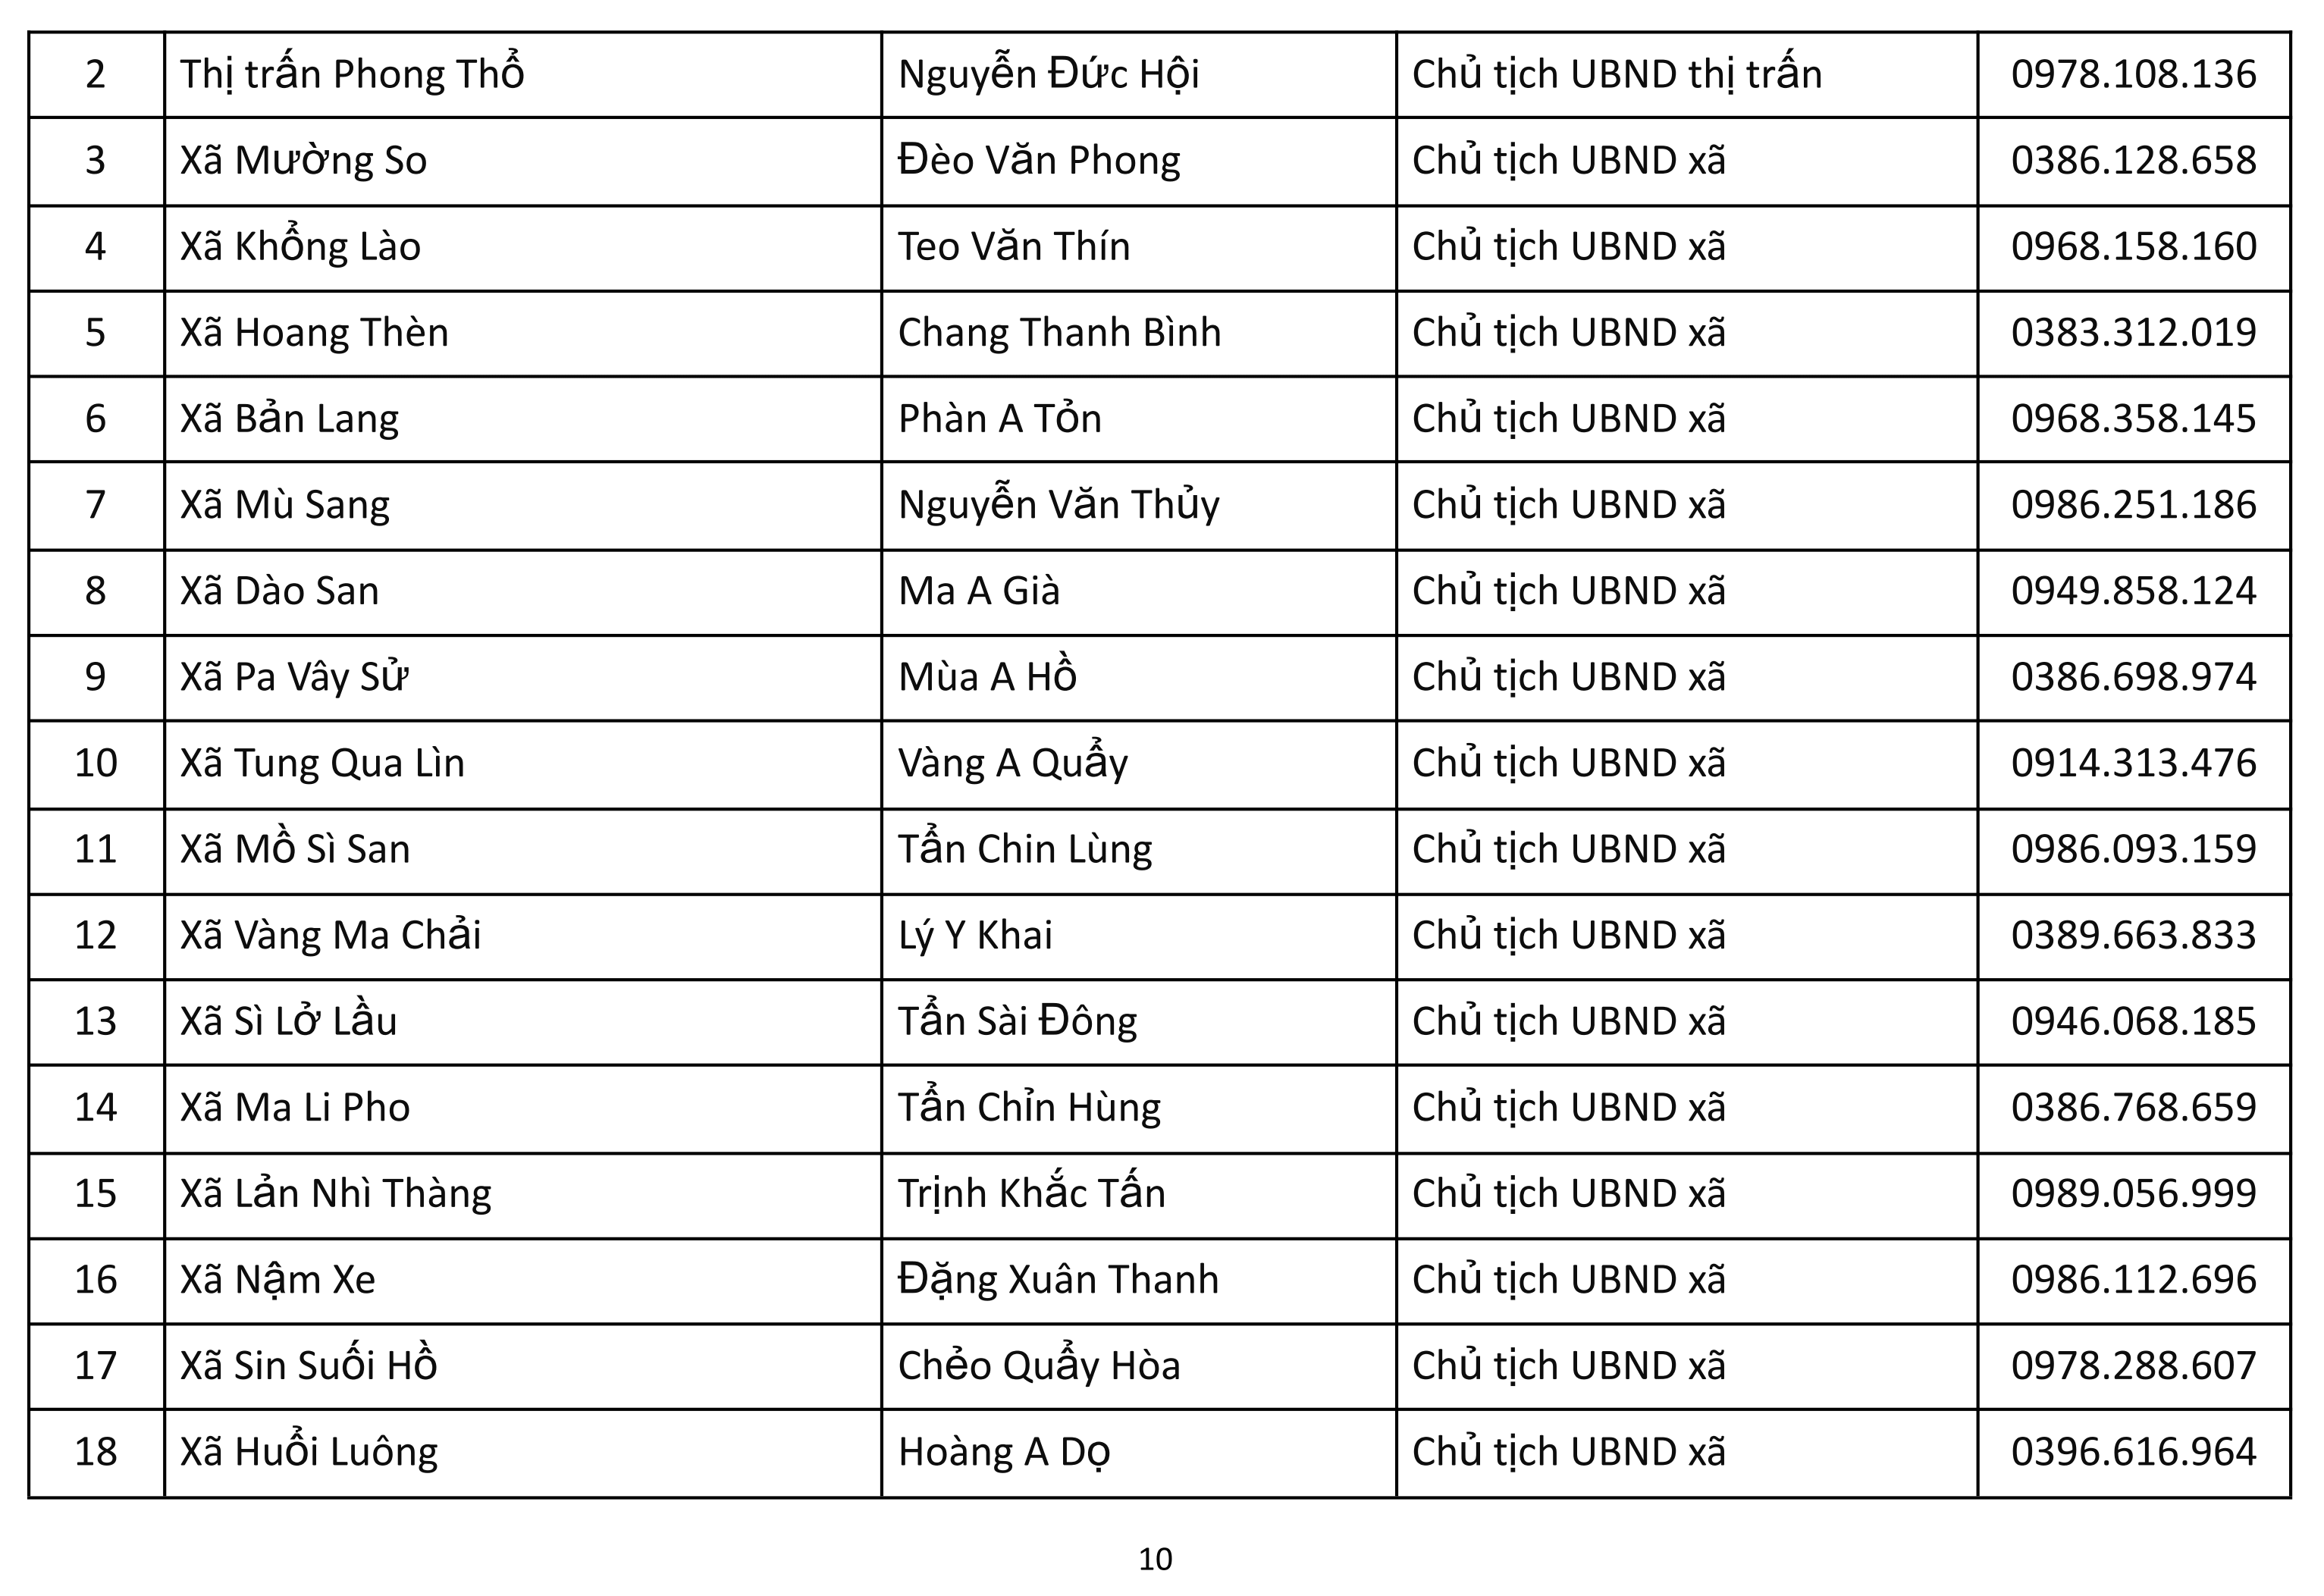 2 Thị trấn Phong Thổ Nguyễn Đức Hội Chủ tịch UBND thị trấn 0978.108.136
3 Xã Mường So Đèo Văn Phong Chủ tịch UBND xã 0386.128.658
4 Xã Khổng Lào Teo Văn Thín Chủ tịch UBND xã 0968.158.160
5 Xã Hoang Thèn Chang Thanh Bình Chủ tịch UBND xã 0383.312.019
6 Xã Bản Lang Phàn A Tỏn Chủ tịch UBND xã 0968.358.145
7 Xã Mù Sang Nguyễn Văn Thủy Chủ tịch UBND xã 0986.251.186
8 Xã Dào San Ma A Già Chủ tịch UBND xã 0949.858.124
9 Xã Pa Vây Sử Mùa A Hồ Chủ tịch UBND xã 0386.698.974
10 Xã Tung Qua Lìn Vàng A Quẩy Chủ tịch UBND xã 0914.313.476
11 Xã Mồ Sì San Tẩn Chin Lùng Chủ tịch UBND xã 0986.093.159
12 Xã Vàng Ma Chải Lý Y Khai Chủ tịch UBND xã 0389.663.833
13 Xã Sì Lở Lầu Tẩn Sài Đông Chủ tịch UBND xã 0946.068.185
14 Xã Ma Li Pho Tẩn Chỉn Hùng Chủ tịch UBND xã 0386.768.659
15 Xã Lản Nhì Thàng Trịnh Khắc Tấn Chủ tịch UBND xã 0989.056.999
16 Xã Nậm Xe Đặng Xuân Thanh Chủ tịch UBND xã 0986.112.696
17 Xã Sin Suối Hồ Chẻo Quẩy Hòa Chủ tịch UBND xã 0978.288.607
18 Xã Huổi Luông Hoàng A Dọ Chủ tịch UBND xã 0396.616.964
10